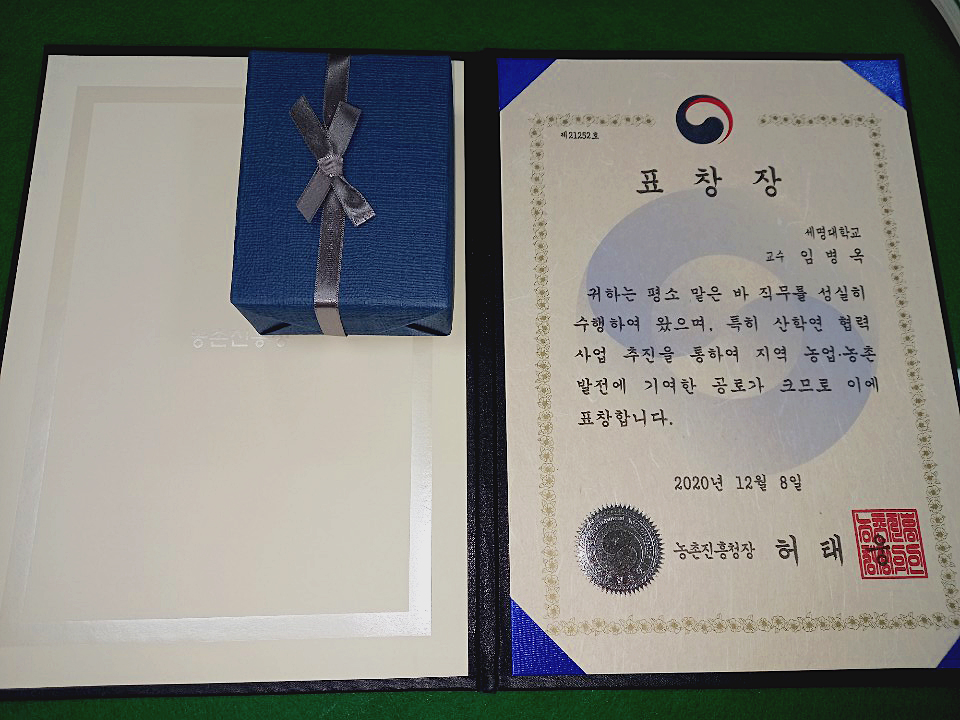 제21252호
표 창 장
세명대학교
교수 임 병 옥
귀하는 평소 맡은 바 직무를 성실히
수행하여 왔으며, 특히 산학연 협력
사업 추진을 통하여 지역 농업·농촌
발전에 기여한 공로가 크므로 이에
표창합니다.
2020년 12월 8일
농촌진흥청장 허 태 웅